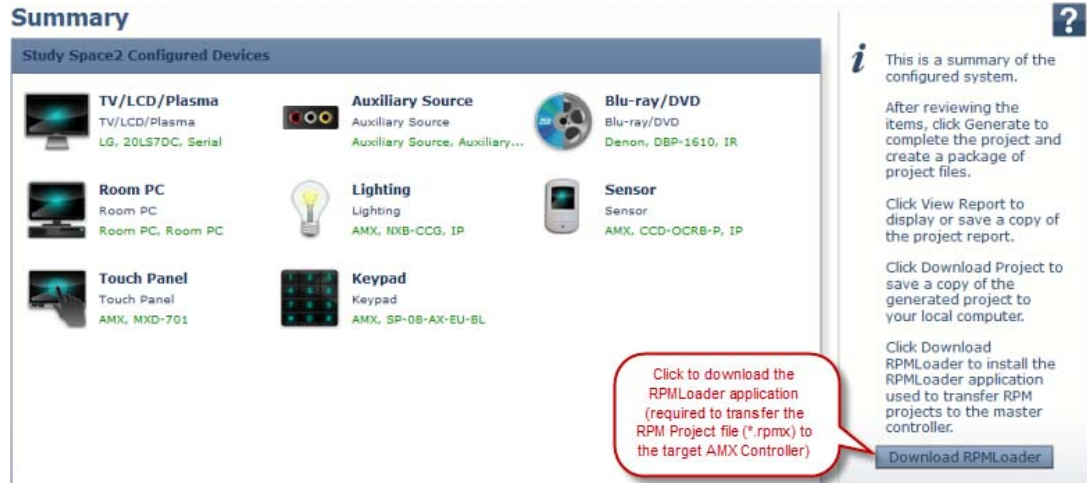 Summary
?
Study Space2 Configured Devices
TV/LCD/Plasma
TV/LCD/Plasma
LG, 20LS7DC, Serial
Auxiliary Source
Auxiliary Source
Auxiliary Source, Auxiliary...
Blu-ray/DVD
Blu-ray/DVD
Denon, DBP-1610, IR
Room PC
Room PC
Room PC, Room PC
Lighting
Lighting
AMX, NXB-CCG, IP
Sensor
Sensor
AMX, CCD-OCRB-P, IP
Touch Panel
Touch Panel
AMX, MXD-701
Keypad
Keypad
AMX, SP-08-AX-EU-BL
Click to download the
RPMLoader application
(required to transfer the
RPM Project file (*.rpmx) to
the target AMX Controller)
i
This is a summary of the
configured system.
After reviewing the
items, click Generate to
complete the project and
create a package of
project files.
Click View Report to
display or save a copy of
the project report.
Click Download Project to
save a copy of the
generated project to
your local computer.
Click Download
RPMLoader to install the
RPMLoader application
used to transfer RPM
projects to the master
controller.
Download RPMLoader